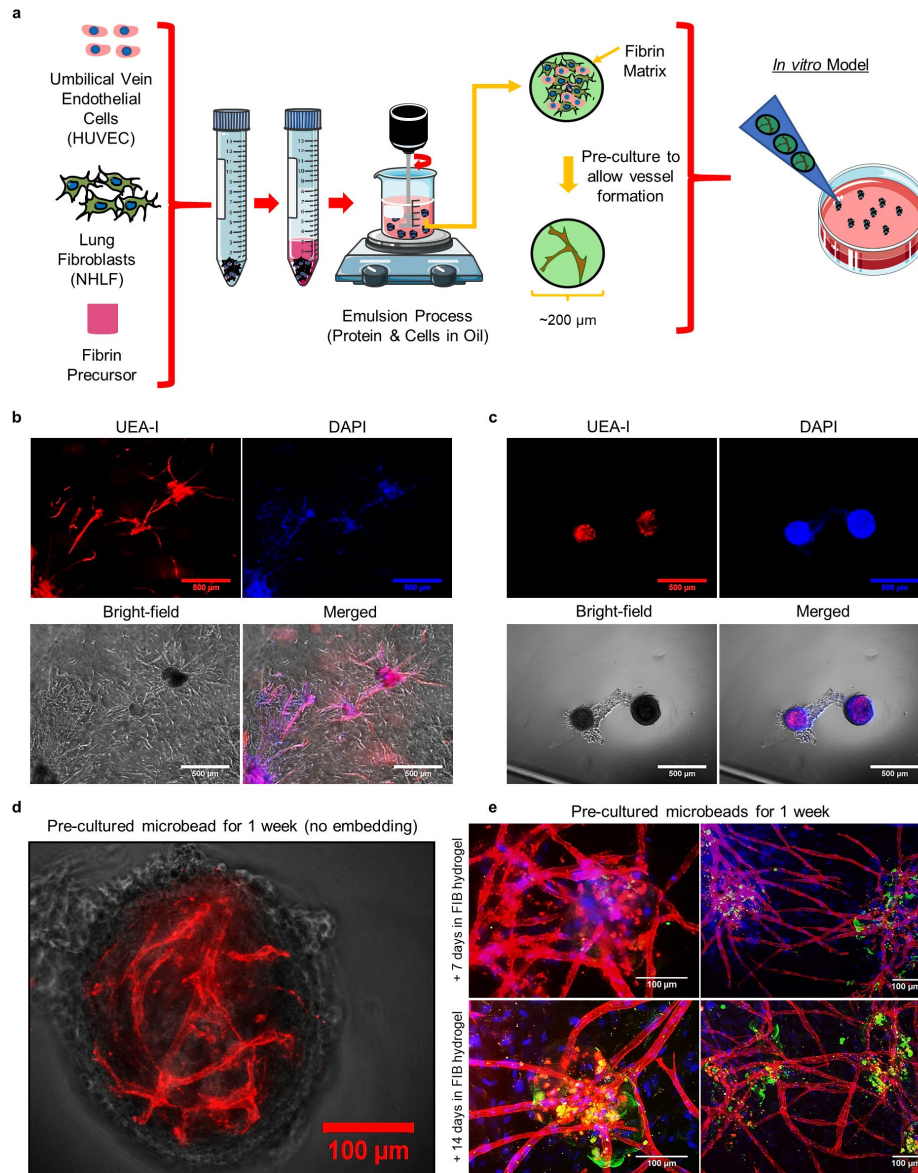 a
Umbilical Vein
Endothelial
Cells
(HUVEC)
Lung
Fibroblasts
(NHLF)
Fibrin
Precursor
Emulsion Process
(Protein & Cells in Oil)
Fibrin
Matrix
Pre-culture to
allow vessel
formation
~200 µm
In vitro Model
b
UEA-I
DAPI
500 µm
500 µm
Bright-field
Merged
500 µm
500 µm
c
UEA-I
DAPI
500 µm
500 µm
Bright-field
Merged
500 µm
500 µm
d
Pre-cultured microbead for 1 week (no embedding)
100 µm
e
Pre-cultured microbeads for 1 week
+ 7 days in FIB hydrogel
100 µm
100 µm
+ 14 days in FIB hydrogel
100 µm
100 µm